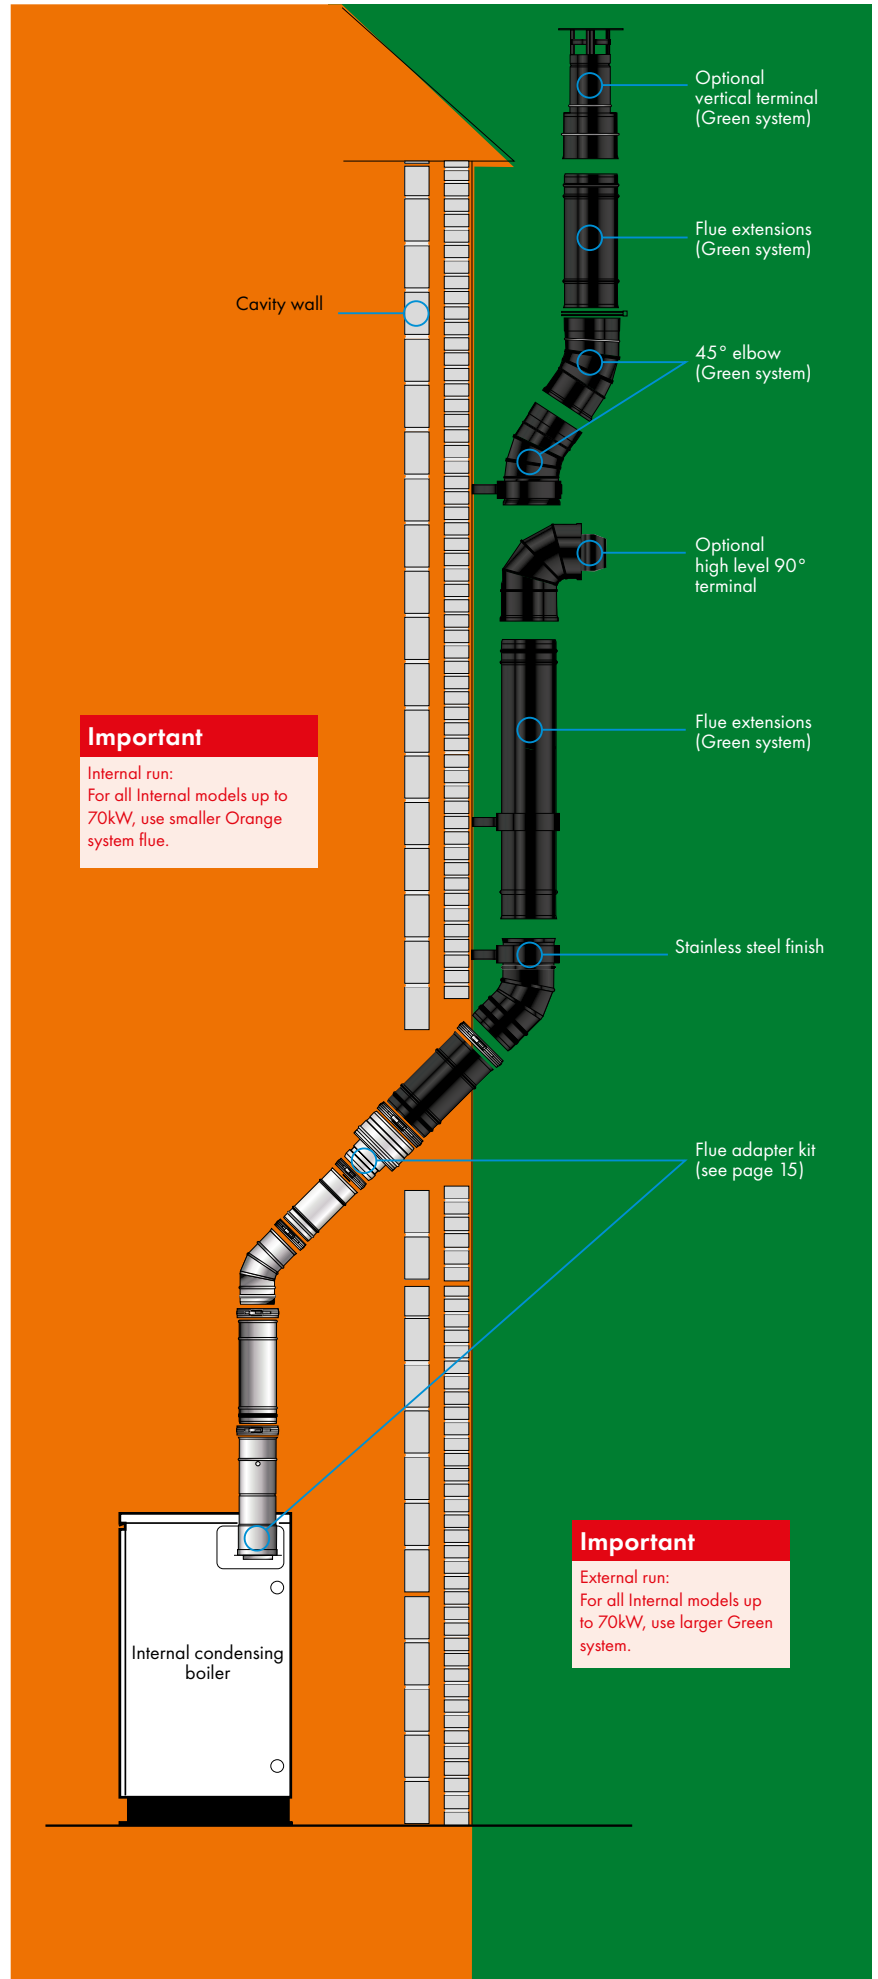 Optional
vertical terminal
(Green system)
Flue extensions
(Green system)
Cavity wall
45° elbow
(Green system)
Optional
high level 90°
terminal
Flue extensions
(Green system)
Important
Internal run:
For all Internal models up to
70kW, use smaller Orange
system flue.
Stainless steel finish
Flue adapter kit
(see page 15)
Important
External run:
For all Internal models up
to 70kW, use larger Green
system.
Internal condensing
boiler